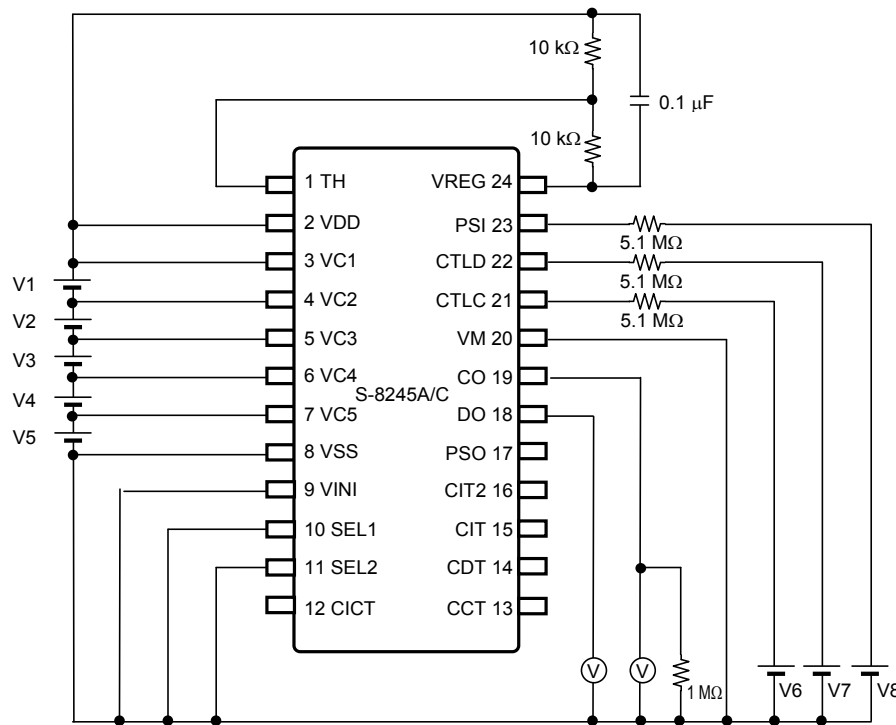 10 kΩ
0.1 μF
10 kΩ
1 TH
VREG 24
2 VDD
PSI 23
5.1 MΩ
3 VC1
CTLD 22
5.1 MΩ
V1
4 VC2
CTLC 21
5.1 MΩ
V2
5 VC3
VM 20
V3
6 VC4
CO 19
S-8245A/C
V4
7 VC5
DO 18
V5
8 VSS
PSO 17
9 VINI
CIT2 16
10 SEL1
CIT 15
11 SEL2
CDT 14
12 CICT
CCT 13
V
V
1 MΩ
V6
V7
V8